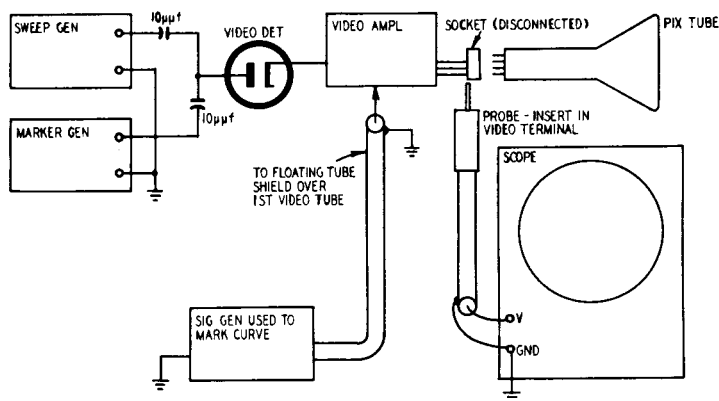 SWEEP GEN
10µµf
VIDEO DET
VIDEO AMPL
SOCKET (DISCONNECTED)
PIX TUBE
10µµf
MARKER GEN
PROBE - INSERT IN
VIDEO TERMINAL
SCOPE
TO FLOATING TUBE
SHIELD OVER
1ST VIDEO TUBE
SIG GEN USED TO
MARK CURVE
V
GND